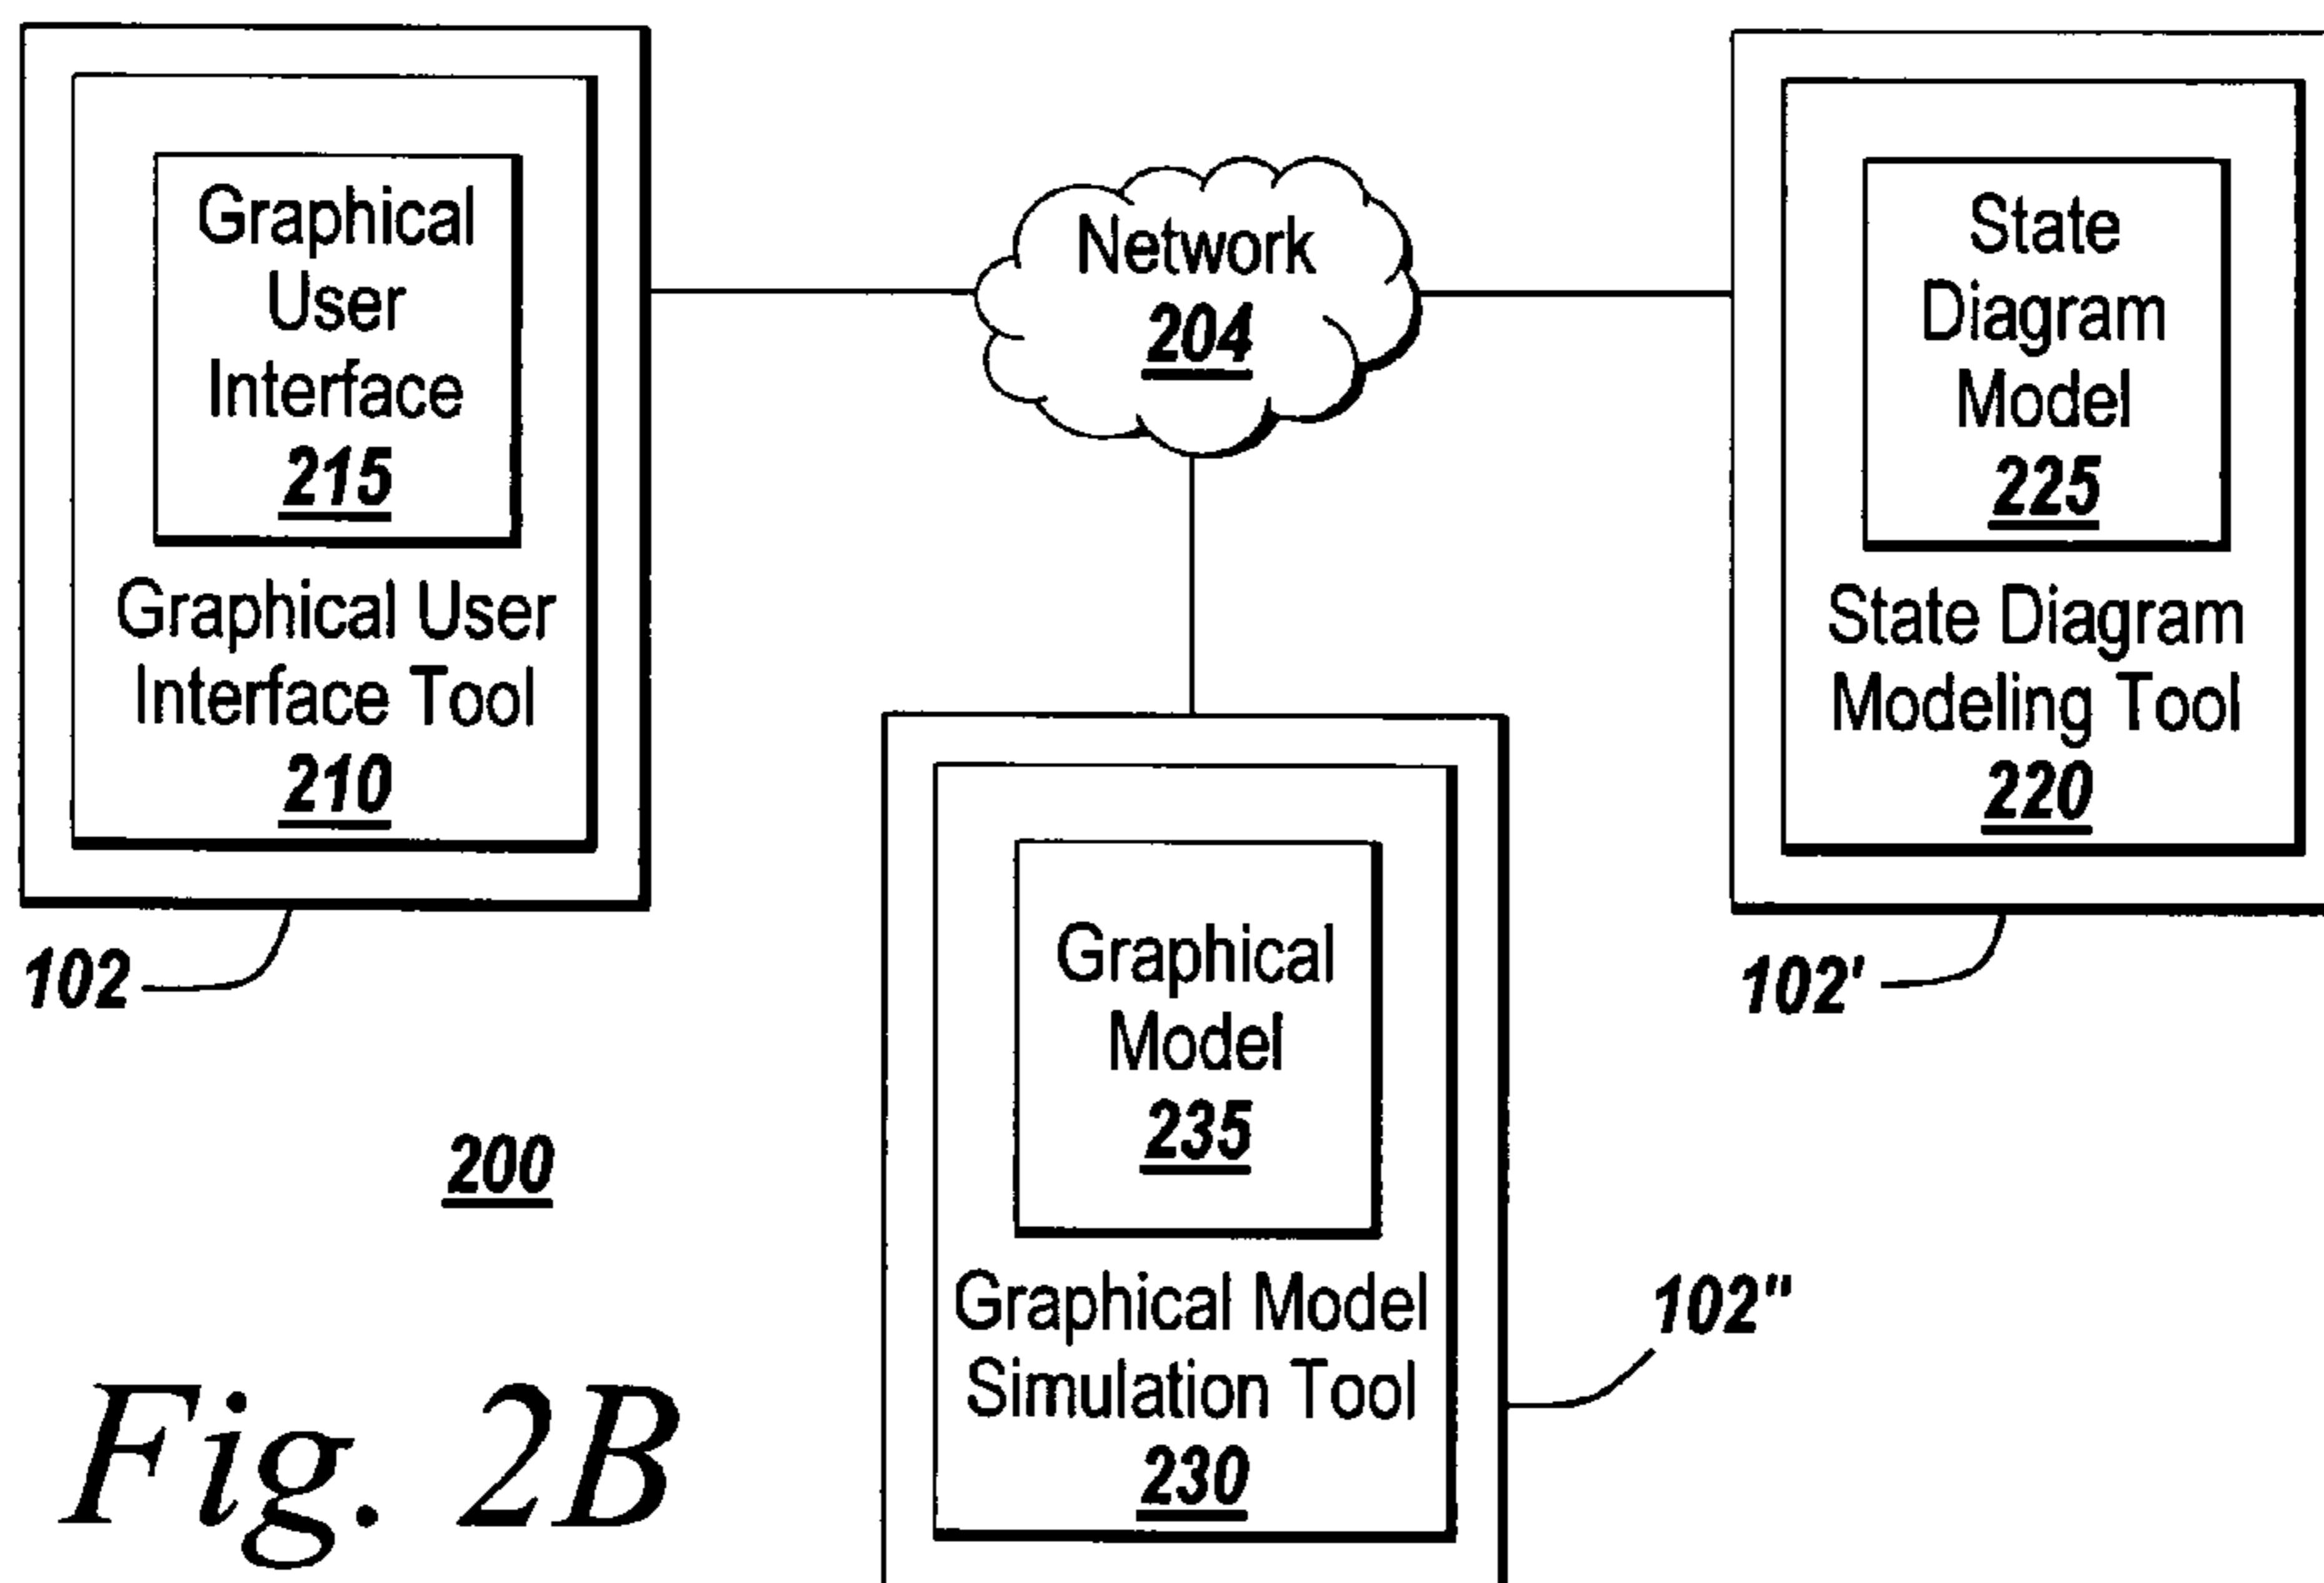 Graphical
User
Interface
215
Graphical User
Interface Tool
210
102
Network
204
State
Diagram
Model
225
State Diagram
Modeling Tool
220
102'
Graphical
Model
235
Graphical Model
Simulation Tool
230
102"
200
Fig. 2B